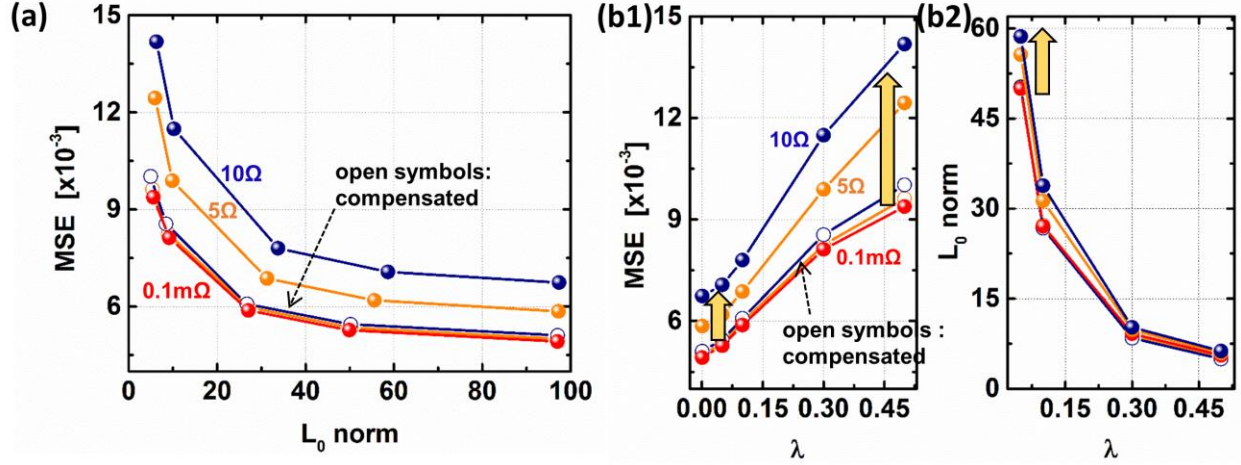 (a)
MSE [x10⁻³]
15
12
9
6
10Ω
5Ω
0.1mΩ
open symbols:
compensated
0 20 40 60 80 100
L₀ norm
(b1)
MSE [x10⁻³]
15
12
9
6
10Ω
5Ω
0.1mΩ
open symbols :
compensated
0.00 0.15 0.30 0.45
λ
(b2)
L₀ norm
60
45
30
15
0
0.15 0.30 0.45
λ